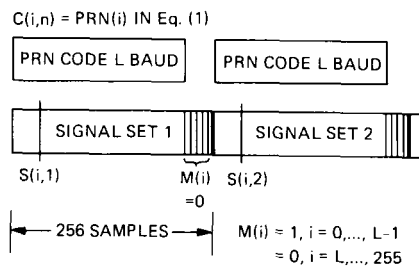 C(i,n) = PRN(i) IN Eq. (1)
PRN CODE L BAUD PRN CODE L BAUD
SIGNAL SET 1 SIGNAL SET 2
S(i,1) M(i) S(i,2)
=0
256 SAMPLES M(i) = 1, i = 0,..., L-1
= 0, i = L,..., 255